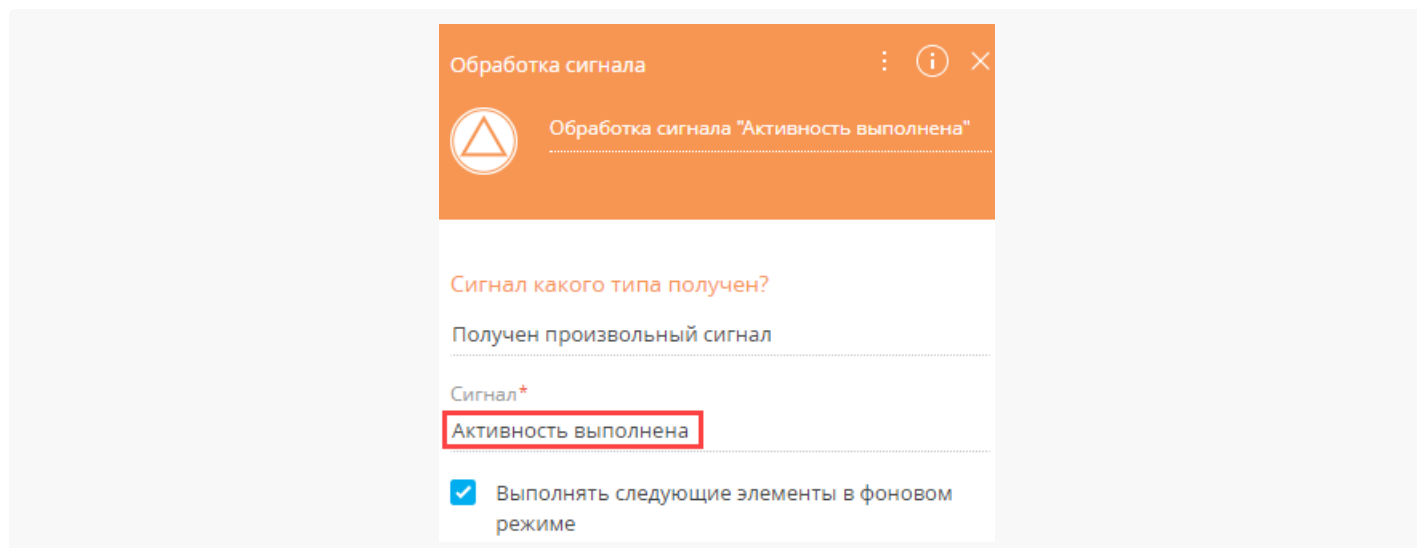 Обработка сигнала
Обработка сигнала "Активность выполнена"
Сигнал какого типа получен?
Получен произвольный сигнал
Сигнал*
Активность выполнена
Выполнять следующие элементы в фоновом
режиме